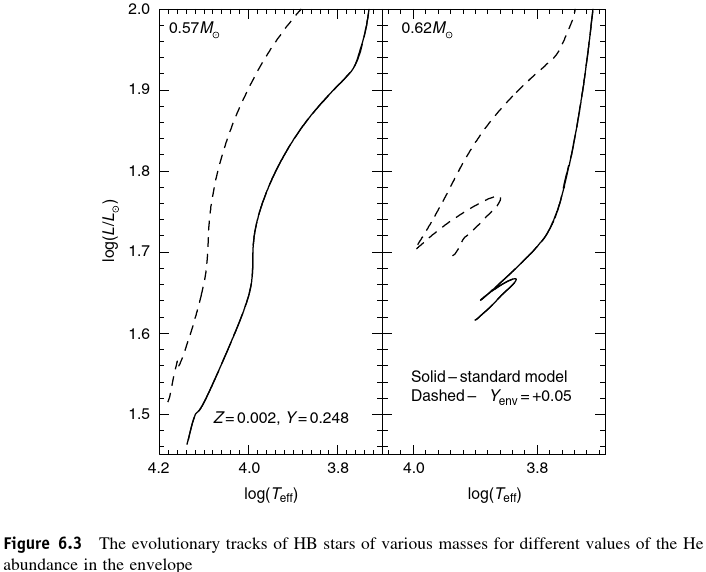 2.0
1.9
1.8
1.7
1.6
1.5
log(L/L☉)
0.57M☉
Z=0.002, Y=0.248
4.2 4.0 3.8
log(Teff)
0.62M☉
Solid – standard model
Dashed – Yenv = +0.05
4.0 3.8
log(Teff)
Figure 6.3 The evolutionary tracks of HB stars of various masses for different values of the He
abundance in the envelope